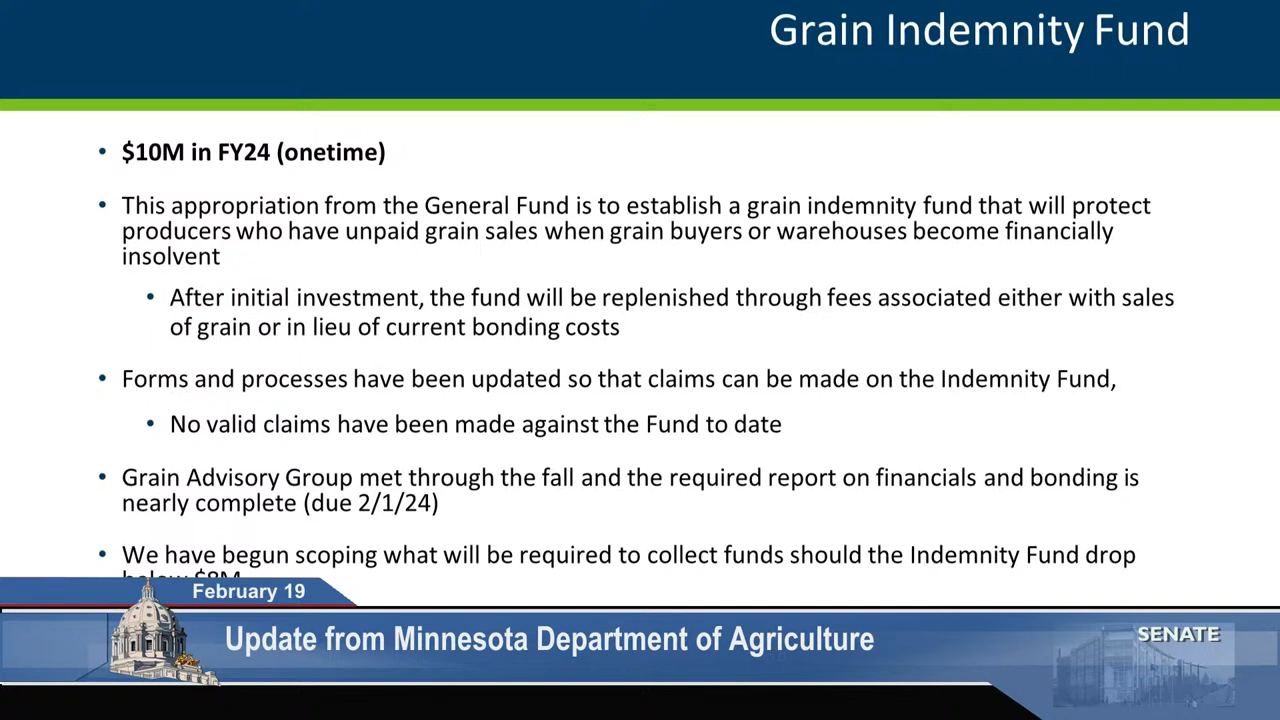 Grain Indemnity Fund
• $10M in FY24 (onetime)
• This appropriation from the General Fund is to establish a grain indemnity fund that will protect
producers who have unpaid grain sales when grain buyers or warehouses become financially
insolvent
• After initial investment, the fund will be replenished through fees associated either with sales
of grain or in lieu of current bonding costs
• Forms and processes have been updated so that claims can be made on the Indemnity Fund,
• No valid claims have been made against the Fund to date
• Grain Advisory Group met through the fall and the required report on financials and bonding is
nearly complete (due 2/1/24)
• We have begun scoping what will be required to collect funds should the Indemnity Fund drop
below $8M
February 19
Update from Minnesota Department of Agriculture
SENATE